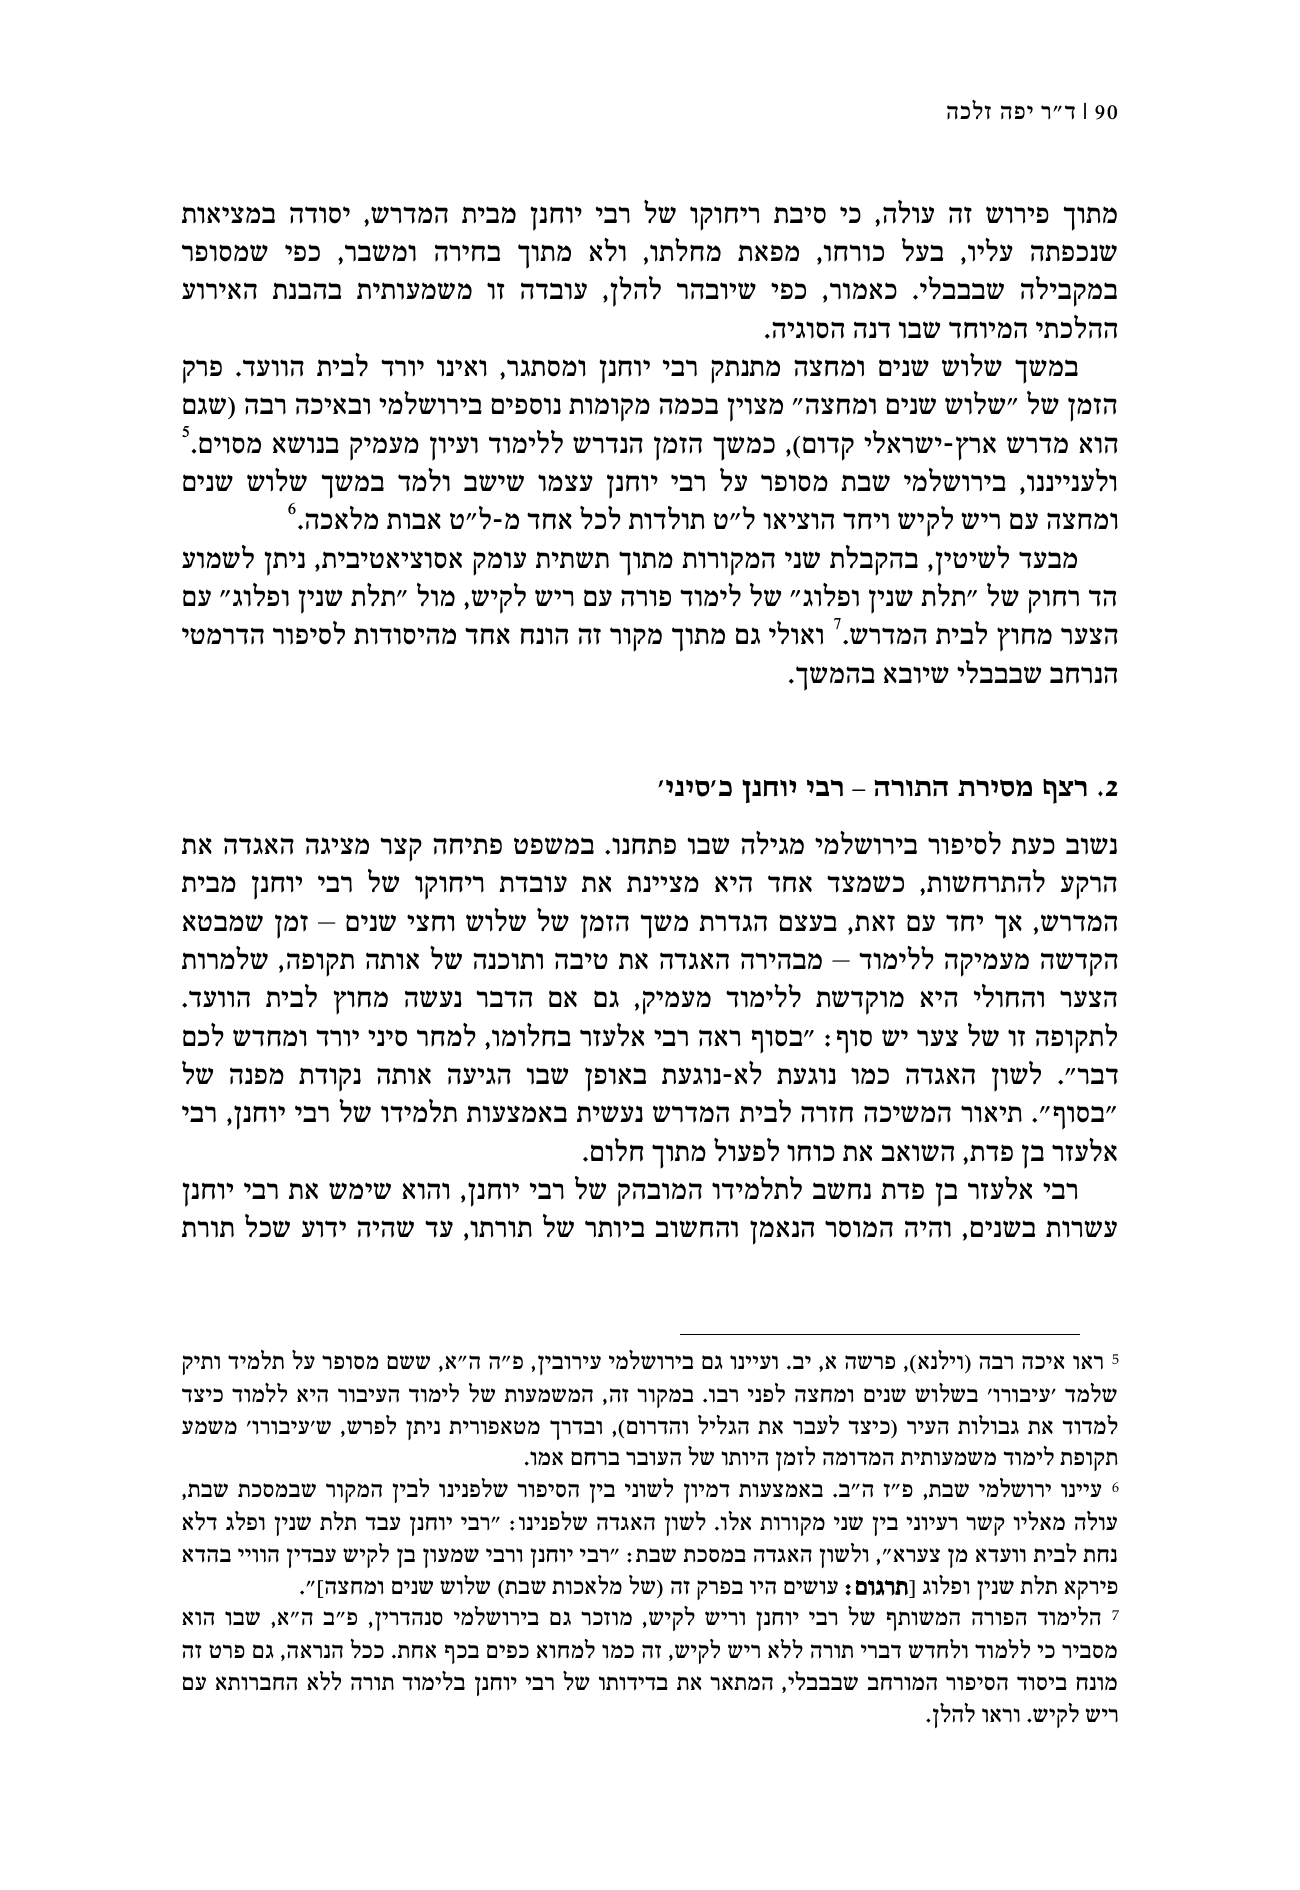 90 | ד״ר יפה זלכה
מתוך פירוש זה עולה, כי סיבת ריחוקו של רבי יוחנן מבית המדרש, יסודה במציאות
שנכפתה עליו, בעל כורחו, מפאת מחלתו, ולא מתוך בחירה ומשבר, כפי שמסופר
במקבילה שבבבלי. כאמור, כפי שיובהר להלן, עובדה זו משמעותית בהבנת האירוע
ההלכתי המיוחד שבו דנה הסוגיה.
במשך שלוש שנים ומחצה מתנתק רבי יוחנן ומסתגר, ואינו יורד לבית הוועד. פרק
הזמן של ״שלוש שנים ומחצה״ מצוין בכמה מקומות נוספים בירושלמי ובאיכה רבה (שגם
הוא מדרש ארץ-ישראלי קדום), כמשך הזמן הנדרש ללימוד ועיון מעמיק בנושא מסוים.5
ולענייננו, בירושלמי שבת מסופר על רבי יוחנן עצמו שישב ולמד במשך שלוש שנים
ומחצה עם ריש לקיש ויחד הוציאו ל״ט תולדות לכל אחד מ-ל״ט אבות מלאכה.6
מבעד לשיטין, בהקבלת שני המקורות מתוך תשתית עומק אסוציאטיבית, ניתן לשמוע
הד רחוק של ״תלת שנין ופלוג״ של לימוד פורה עם ריש לקיש, מול ״תלת שנין ופלוג״ עם
הצער מחוץ לבית המדרש.7 ואולי גם מתוך מקור זה הונח אחד מהיסודות לסיפור הדרמטי
הנרחב שבבבלי שיובא בהמשך.
2. רצף מסירת התורה – רבי יוחנן כ׳סיני׳
נשוב כעת לסיפור בירושלמי מגילה שבו פתחנו. במשפט פתיחה קצר מציגה האגדה את
הרקע להתרחשות, כשמצד אחד היא מציינת את עובדת ריחוקו של רבי יוחנן מבית
המדרש, אך יחד עם זאת, בעצם הגדרת משך הזמן של שלוש וחצי שנים – זמן שמבטא
הקדשה מעמיקה ללימוד – מבהירה האגדה את טיבה ותוכנה של אותה תקופה, שלמרות
הצער והחולי היא מוקדשת ללימוד מעמיק, גם אם הדבר נעשה מחוץ לבית הוועד.
לתקופה זו של צער יש סוף: ״בסוף ראה רבי אלעזר בחלומו, למחר סיני יורד ומחדש לכם
דבר״. לשון האגדה כמו נוגעת לא-נוגעת באופן שבו הגיעה אותה נקודת מפנה של
״בסוף״. תיאור המשיכה חזרה לבית המדרש נעשית באמצעות תלמידו של רבי יוחנן, רבי
אלעזר בן פדת, השואב את כוחו לפעול מתוך חלום.
רבי אלעזר בן פדת נחשב לתלמידו המובהק של רבי יוחנן, והוא שימש את רבי יוחנן
עשרות בשנים, והיה המוסר הנאמן והחשוב ביותר של תורתו, עד שהיה ידוע שכל תורת
5 ראו איכה רבה (וילנא), פרשה א, יב. ועיינו גם בירושלמי עירובין, פ״ה ה״א, ששם מסופר על תלמיד ותיק
שלמד ׳עיבורו׳ בשלוש שנים ומחצה לפני רבו. במקור זה, המשמעות של לימוד העיבור היא ללמוד כיצד
למדוד את גבולות העיר (כיצד לעבר את הגליל והדרום), ובדרך מטאפורית ניתן לפרש, ש׳עיבורו׳ משמע
תקופת לימוד משמעותית המדומה לזמן היותו של העובר ברחם אמו.
6 עיינו ירושלמי שבת, פ״ז ה״ב. באמצעות דמיון לשוני בין הסיפור שלפנינו לבין המקור שבמסכת שבת,
עולה מאליו קשר רעיוני בין שני מקורות אלו. לשון האגדה שלפנינו: ״רבי יוחנן עבד תלת שנין ופלג דלא
נחת לבית וועדא מן צערא״, ולשון האגדה במסכת שבת: ״רבי יוחנן ורבי שמעון בן לקיש עבדין הוויי בהדא
פירקא תלת שנין ופלוג [תרגום: עושים היו בפרק זה (של מלאכות שבת) שלוש שנים ומחצה]״.
7 הלימוד הפורה המשותף של רבי יוחנן וריש לקיש, מוזכר גם בירושלמי סנהדרין, פ״ב ה״א, שבו הוא
מסביר כי ללמוד ולחדש דברי תורה ללא ריש לקיש, זה כמו למחוא כפים בכף אחת. ככל הנראה, גם פרט זה
מונח ביסוד הסיפור המורחב שבבבלי, המתאר את בדידותו של רבי יוחנן בלימוד תורה ללא החברותא עם
ריש לקיש. וראו להלן.